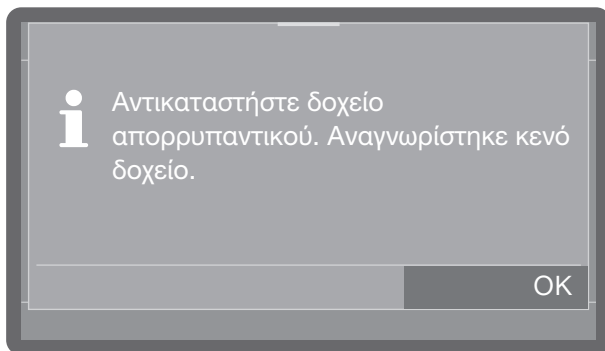 Αντικαταστήστε δοχείο
απορρυπαντικού. Αναγνωρίστηκε κενό
δοχείο.
OK